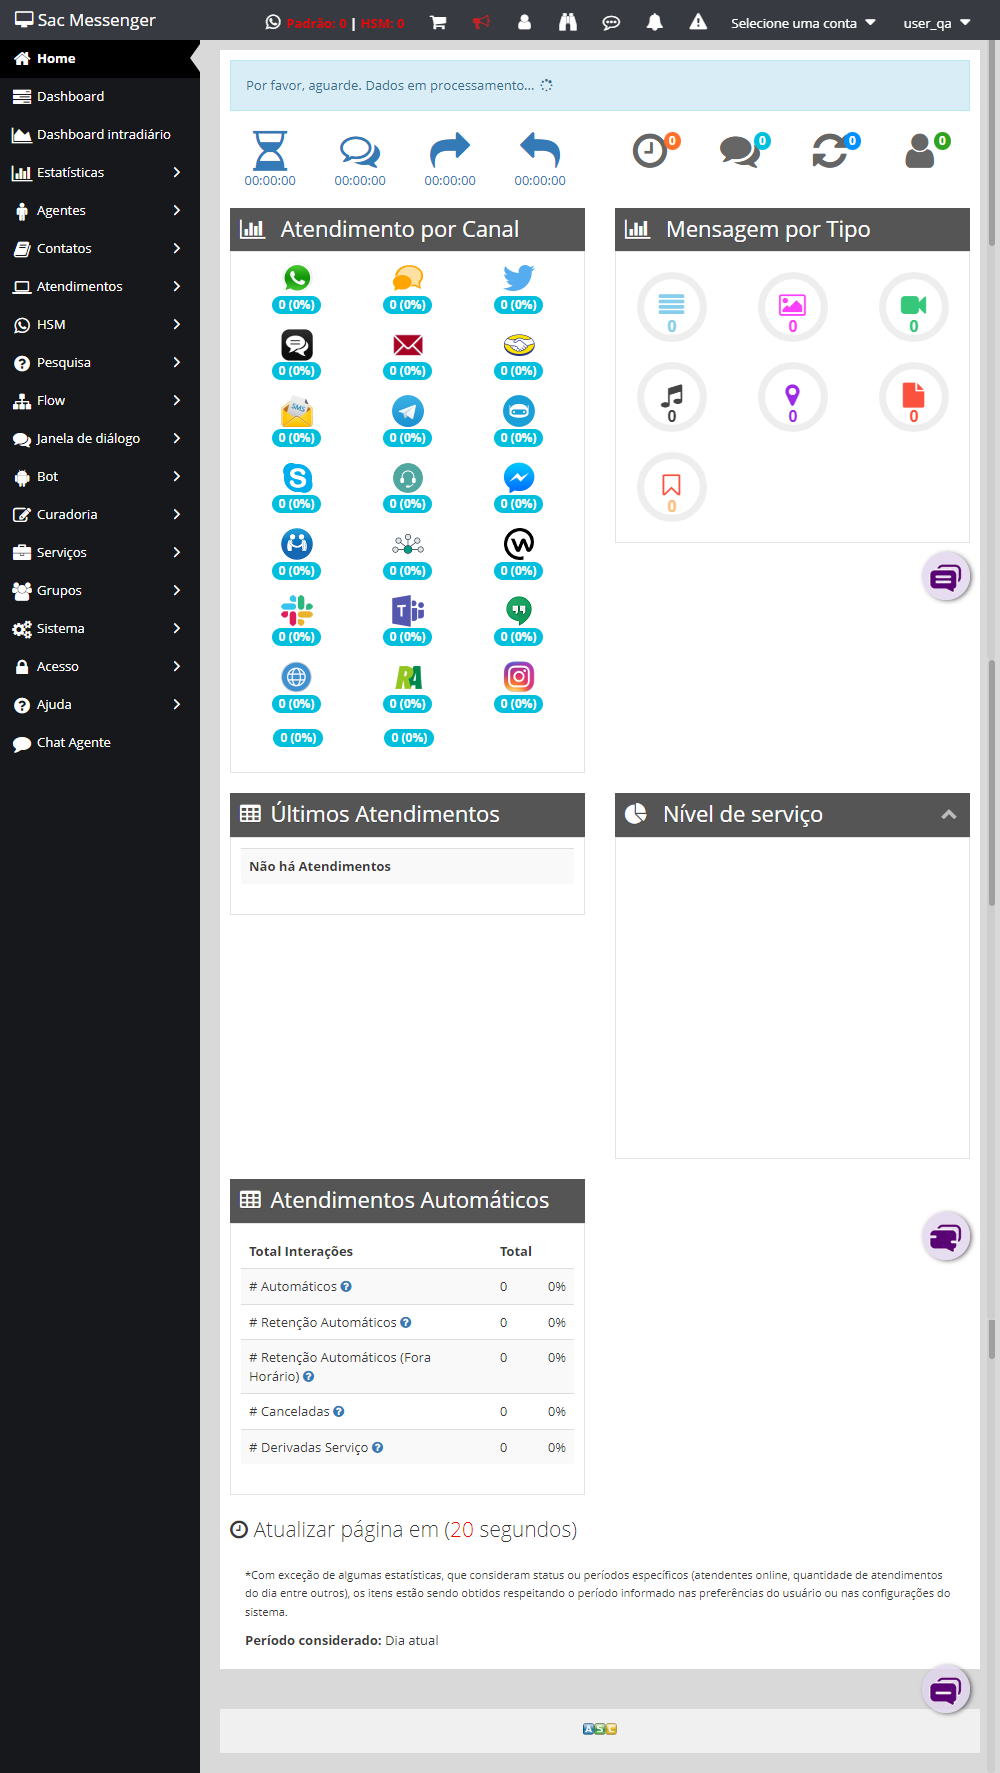 Sac Messenger
Padrão: 0 | HSM: 0
Selecione uma conta
user_qa
Home
Dashboard
Dashboard intradiário
Estatísticas
Agentes
Contatos
Atendimentos
HSM
Pesquisa
Flow
Janela de diálogo
Bot
Curadoria
Serviços
Grupos
Sistema
Acesso
Ajuda
Chat Agente
Por favor, aguarde. Dados em processamento...
00:00:00 00:00:00 00:00:00 00:00:00
0 0 0 0
Atendimento por Canal
0 (0%) 0 (0%) 0 (0%)
0 (0%) 0 (0%) 0 (0%)
SMS
0 (0%) 0 (0%) 0 (0%)
0 (0%) 0 (0%) 0 (0%)
0 (0%) 0 (0%) 0 (0%)
0 (0%) 0 (0%) 0 (0%)
RA
0 (0%) 0 (0%) 0 (0%)
0 (0%) 0 (0%)
Mensagem por Tipo
0 0 0
0 0 0
0
Últimos Atendimentos
Não há Atendimentos
Nível de serviço
Atendimentos Automáticos
Total Interações Total
# Automáticos 0 0%
# Retenção Automáticos 0 0%
# Retenção Automáticos (Fora 0 0%
Horário)
# Canceladas 0 0%
# Derivadas Serviço 0 0%
Atualizar página em (20 segundos)
*Com exceção de algumas estatísticas, que consideram status ou períodos específicos (atendentes online, quantidade de atendimentos
do dia entre outros), os itens estão sendo obtidos respeitando o período informado nas preferências do usuário ou nas configurações do
sistema.
Período considerado: Dia atual
ASC